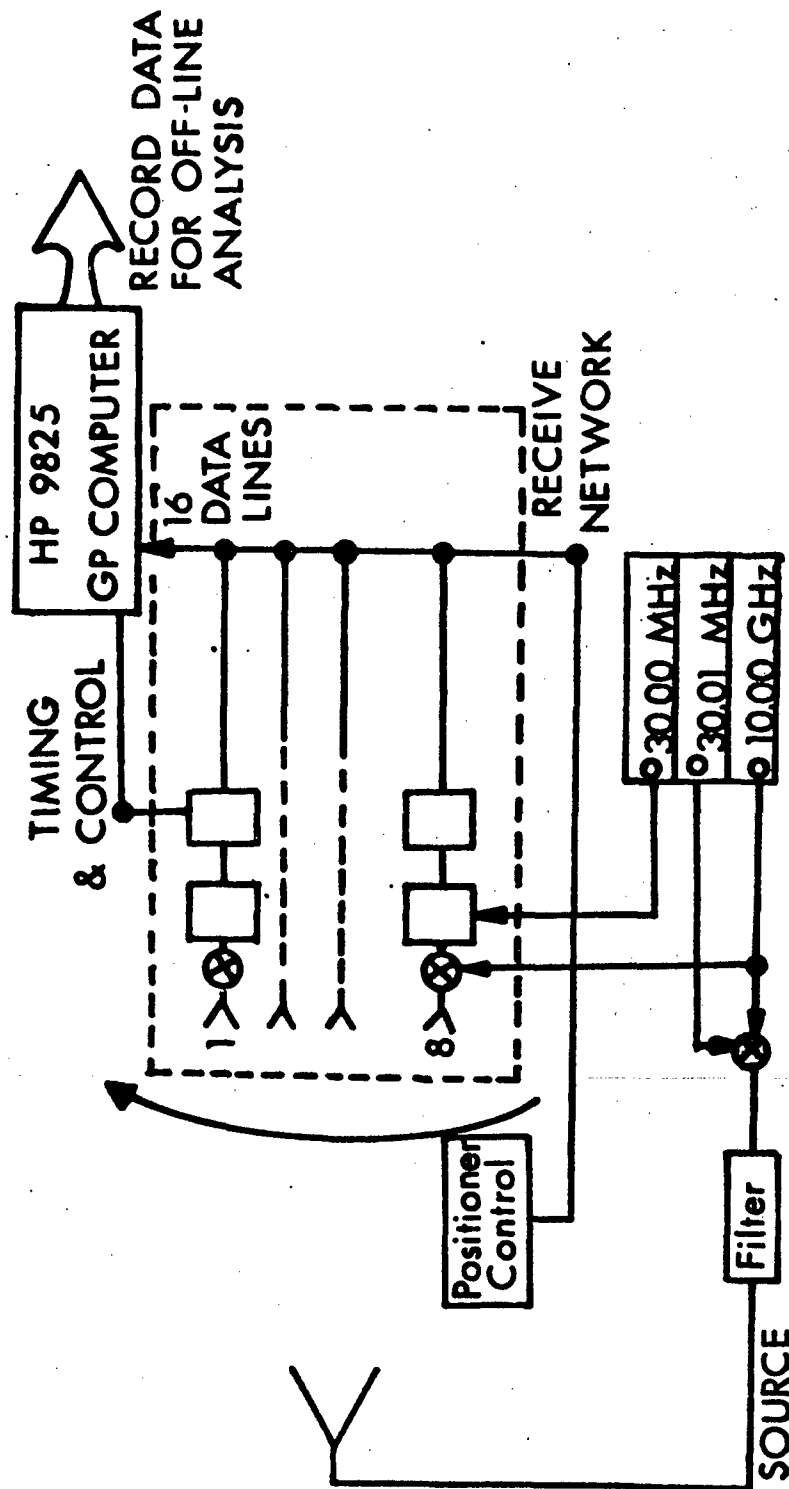 HP 9825
GP COMPUTER
RECORD DATA
FOR OFF-LINE
ANALYSIS
TIMING
& CONTROL
16
DATA
LINES
1
8
RECEIVE
NETWORK
Positioner
Control
30.00 MHz
30.01 MHz
10.00 GHz
Filter
SOURCE